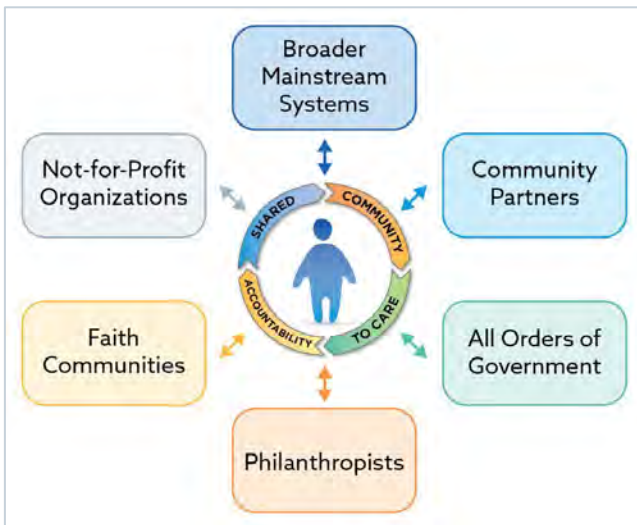 Broader
Mainstream
Systems
Not-for-Profit
Organizations
Community
Partners
SHARED
COMMUNITY
ACCOUNTABILITY
TO CARE
Faith
Communities
All Orders of
Government
Philanthropists